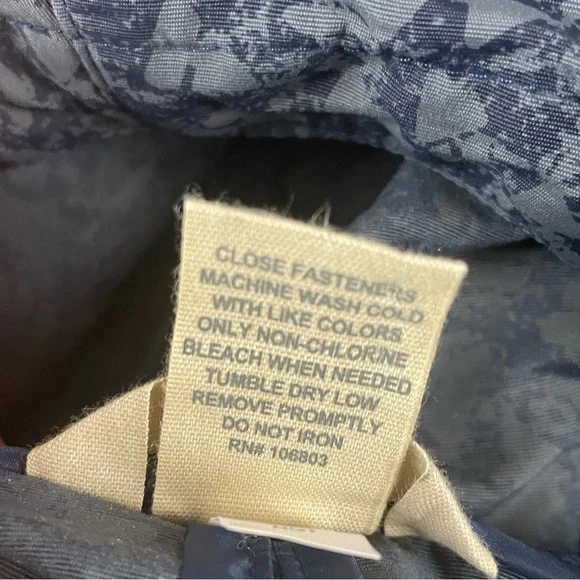 CLOSE FASTENERS
MACHINE WASH COLD
WITH LIKE COLORS
ONLY NON-CHLORINE
BLEACH WHEN NEEDED
TUMBLE DRY LOW
REMOVE PROMPTLY
DO NOT IRON
RN# 106803